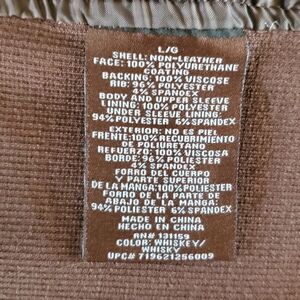 L/G
SHELL: NON-LEATHER
FACE: 100% POLYURETHANE
COATING
BACKING: 100% VISCOSE
RIB: 96% POLYESTER
4% SPANDEX
BODY AND UPPER SLEEVE
LINING: 100% POLYESTER
UNDER SLEEVE LINING:
94% POLYESTER 6% SPANDEX
EXTERIOR: NO ES PIEL
FRENTE:100% RECUBRIMIENTO
DE POLIURETANO
REFUERZO: 100% VISCOSA
BORDE: 96% POLIESTER
4% SPANDEX
FORRO DEL CUERPO
Y PARTE SUPERIOR
DE LA MANGA:100%POLIESTER
FORRO DE LA PARTE DE
ABAJO DE LA MANGA:
94% POLIESTER 6%SPANDEX
MADE IN CHINA
HECHO EN CHINA
RN# 131159
COLOR: WHISKEY/
WHISKY
UPC# 719621256009